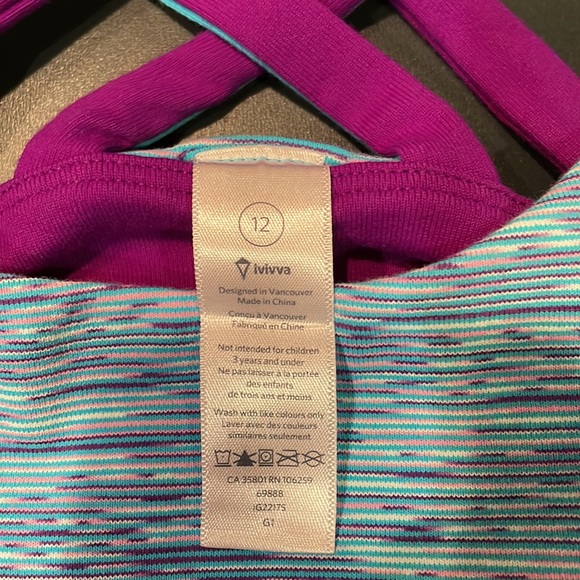 12
ivivva
Designed in Vancouver
Made in China
Conçu à Vancouver
Fabriqué en Chine
Not intended for children
3 years and under
Ne pas laisser à la portée
des enfants
de trois ans et moins
Wash with like colours only
Laver avec des couleurs
similaires seulement
CA 35801 RN 106259
69888
IG2217S
G1